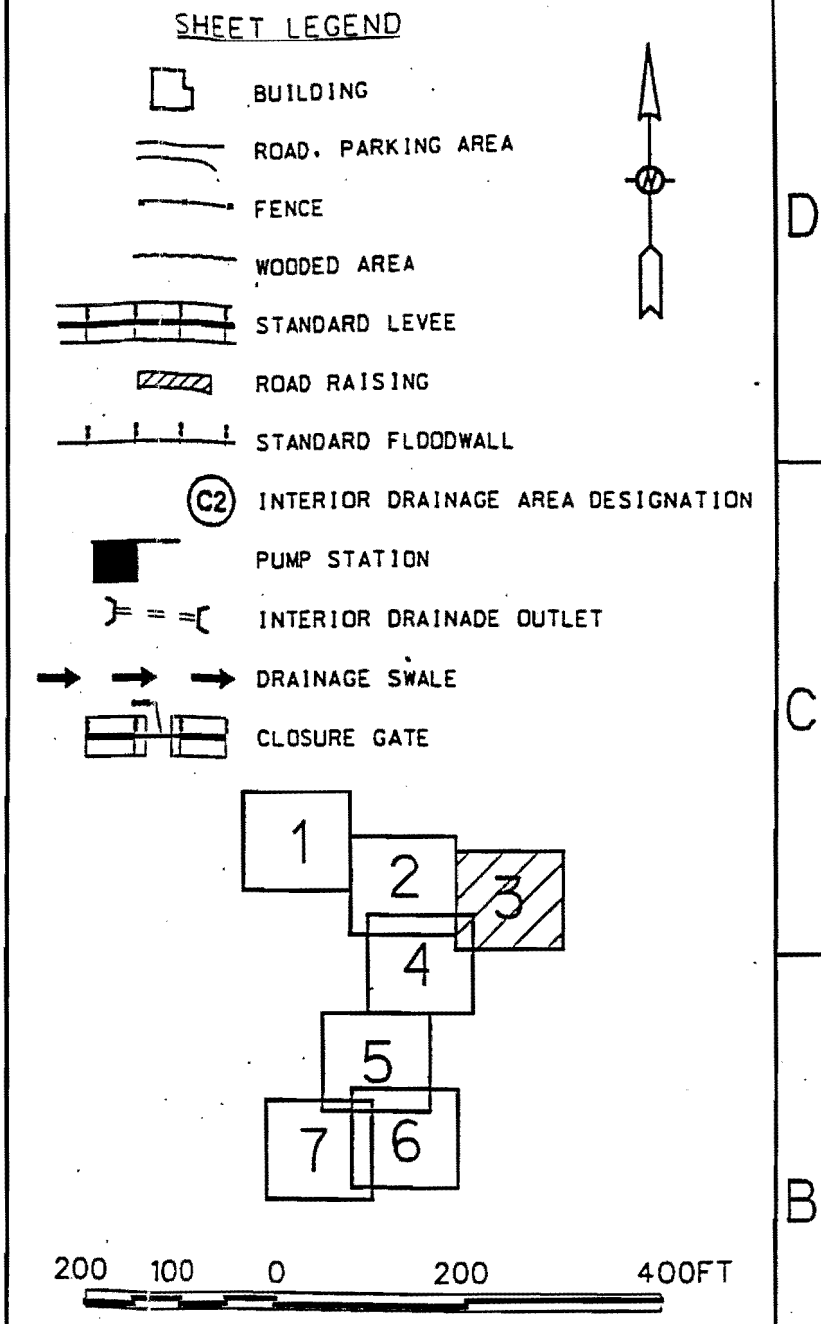 SHEET LEGEND
BUILDING
ROAD, PARKING AREA
FENCE
WOODED AREA
STANDARD LEVEE
ROAD RAISING
STANDARD FLOODWALL
C2 INTERIOR DRAINAGE AREA DESIGNATION
PUMP STATION
INTERIOR DRAINADE OUTLET
DRAINAGE SWALE
CLOSURE GATE
N
D
C
B
1
2
3
4
5
6
7
200 100 0 200 400FT